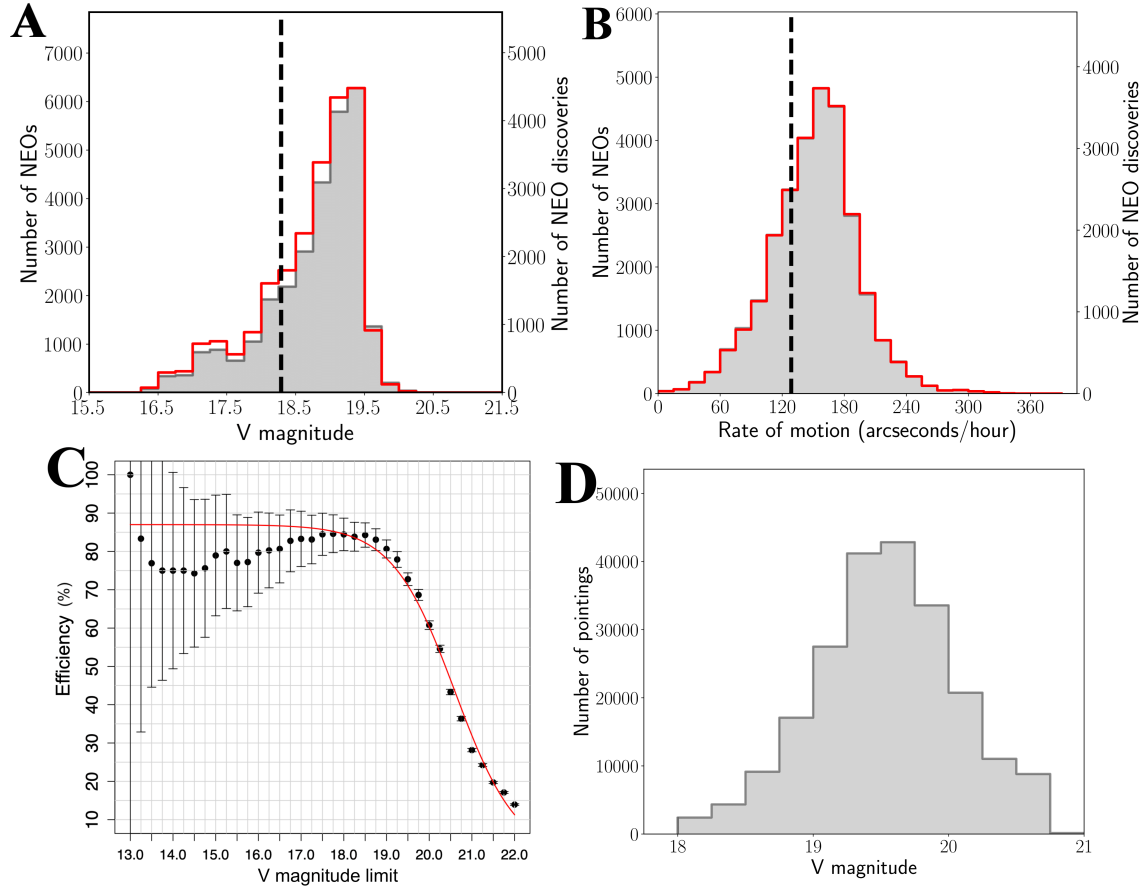 A
7000
6000
5000
4000
3000
2000
1000
0
Number of NEOs
5000
4000
3000
2000
1000
0
Number of NEO discoveries
15.5 16.5 17.5 18.5 19.5 20.5 21.5
V magnitude
B
6000
5000
4000
3000
2000
1000
0
Number of NEOs
4000
3000
2000
1000
0
Number of NEO discoveries
0 60 120 180 240 300 360
Rate of motion (arcseconds/hour)
C
100
90
80
70
60
50
40
30
20
10
Efficiency (%)
13.0 14.0 15.0 16.0 17.0 18.0 19.0 20.0 21.0 22.0
V magnitude limit
D
50000
40000
30000
20000
10000
0
Number of pointings
18 19 20 21
V magnitude